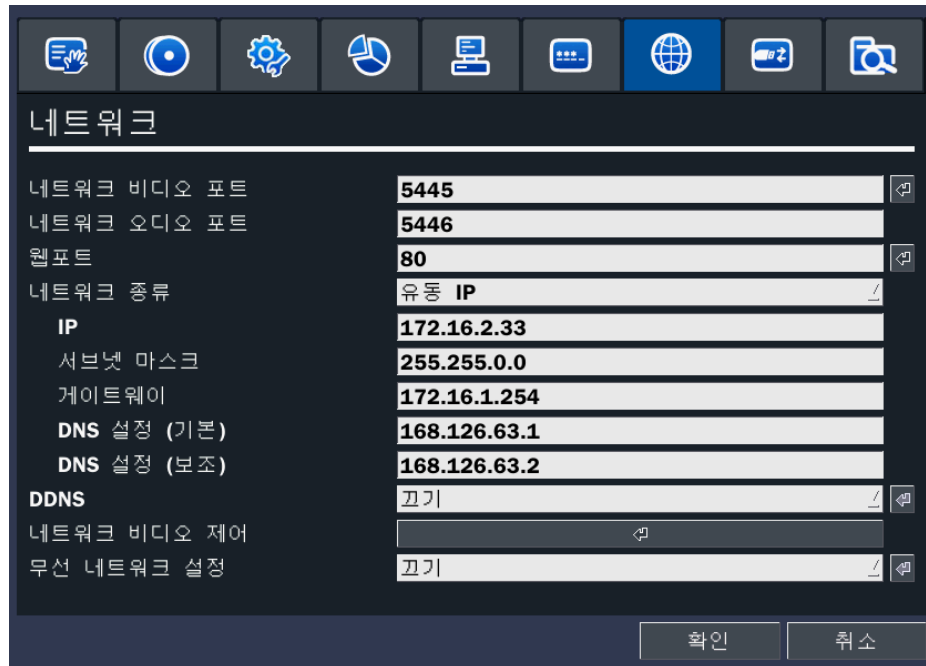 네트워크
네트워크 비디오 포트 5445
네트워크 오디오 포트 5446
웹포트 80
네트워크 종류 유동 IP
IP 172.16.2.33
서브넷 마스크 255.255.0.0
게이트웨이 172.16.1.254
DNS 설정 (기본) 168.126.63.1
DNS 설정 (보조) 168.126.63.2
DDNS 끄기
네트워크 비디오 제어
무선 네트워크 설정 끄기
확인 취소